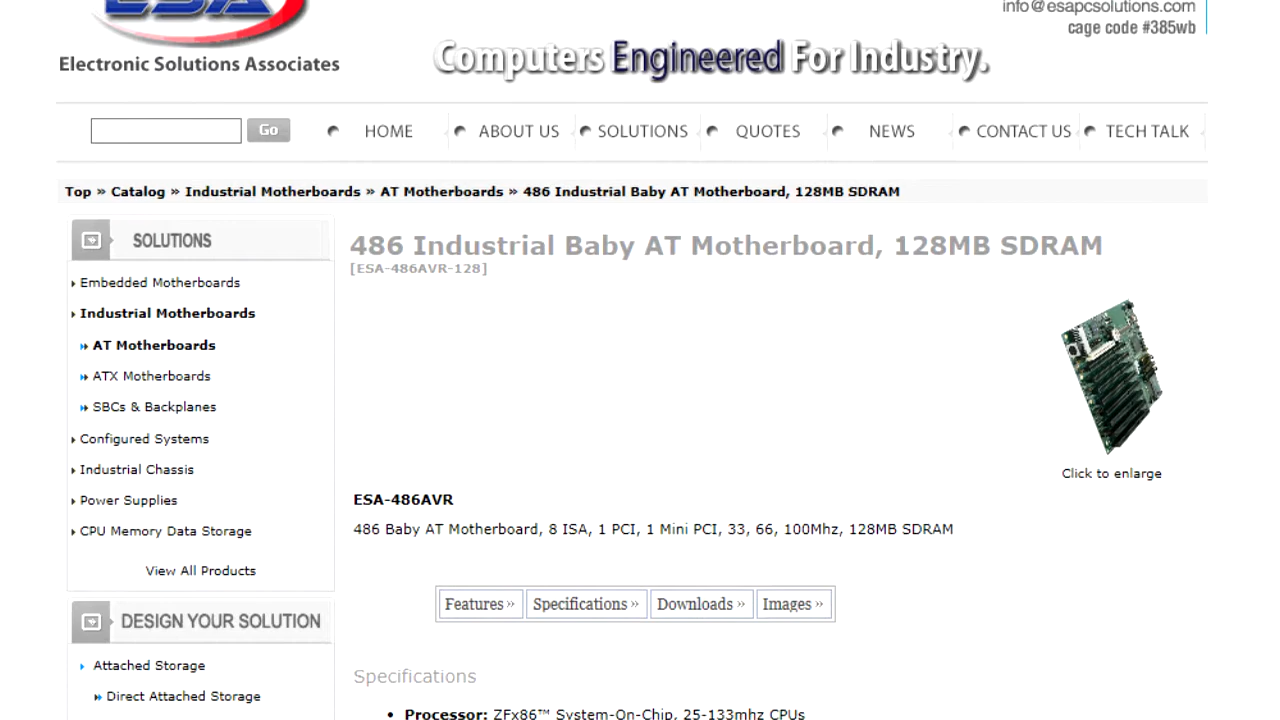 ESA
info@esapcsolutions.com
cage code #385wb
Electronic Solutions Associates
Computers Engineered For Industry.
Go
HOME
ABOUT US
SOLUTIONS
QUOTES
NEWS
CONTACT US
TECH TALK
Top » Catalog » Industrial Motherboards » AT Motherboards » 486 Industrial Baby AT Motherboard, 128MB SDRAM
SOLUTIONS
Embedded Motherboards
Industrial Motherboards
AT Motherboards
ATX Motherboards
SBCs & Backplanes
Configured Systems
Industrial Chassis
Power Supplies
CPU Memory Data Storage
View All Products
DESIGN YOUR SOLUTION
Attached Storage
Direct Attached Storage
486 Industrial Baby AT Motherboard, 128MB SDRAM
[ESA-486AVR-128]
Click to enlarge
ESA-486AVR
486 Baby AT Motherboard, 8 ISA, 1 PCI, 1 Mini PCI, 33, 66, 100Mhz, 128MB SDRAM
Features »
Specifications »
Downloads »
Images »
Specifications
• Processor: ZFx86™ System-On-Chip, 25-133mhz CPUs